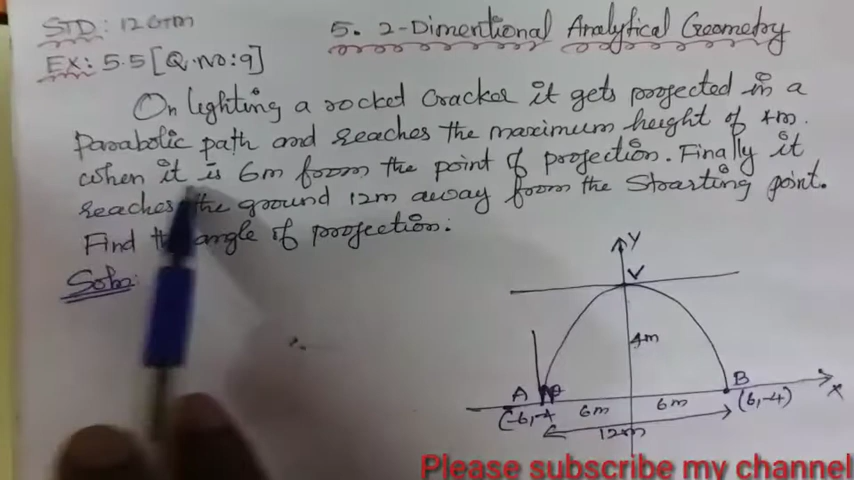 STD: 12th
5. 2-Dimentional Analytical Geometry
EX: 5.5 [Q.No:9]
On lighting a rocket cracker it gets projected in a
Parabolic path and reaches the maximum height of 4m.
when it is 6m from the point of projection. Finally it
reaches the ground 12m away from the Starting point.
Find the angle of projection.
Soln:
Y
V
4m
A
B
(-6,-4
6m
6m
(6,-4)
X
12m
Please subscribe my channel